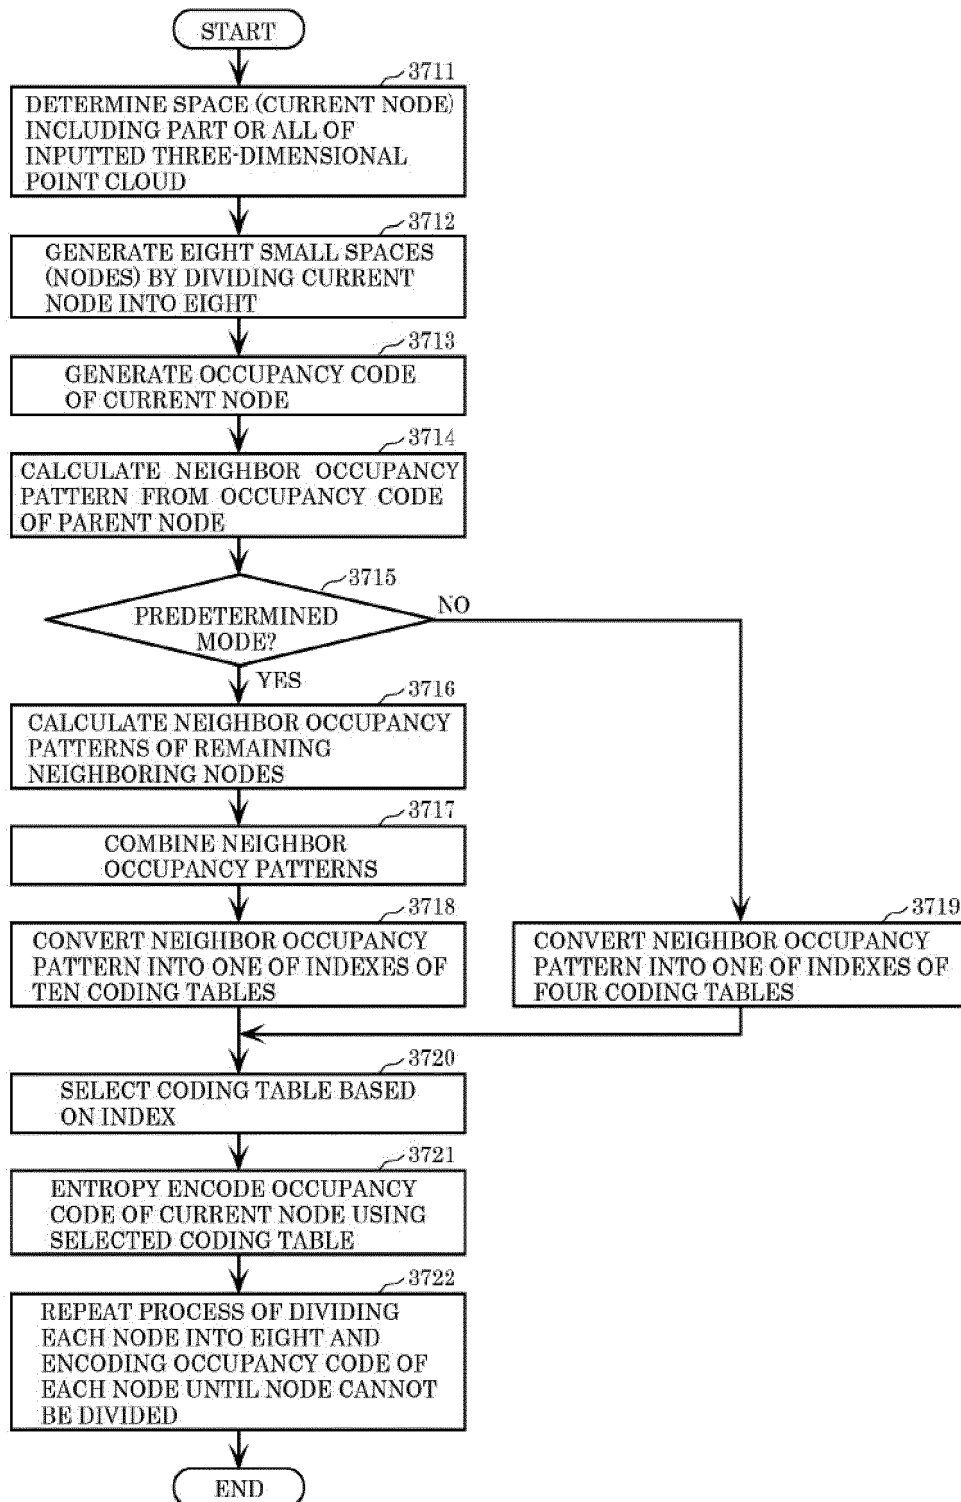 START
3711
DETERMINE SPACE (CURRENT NODE)
INCLUDING PART OR ALL OF
INPUTTED THREE-DIMENSIONAL
POINT CLOUD
3712
GENERATE EIGHT SMALL SPACES
(NODES) BY DIVIDING CURRENT
NODE INTO EIGHT
3713
GENERATE OCCUPANCY CODE
OF CURRENT NODE
3714
CALCULATE NEIGHBOR OCCUPANCY
PATTERN FROM OCCUPANCY CODE
OF PARENT NODE
3715
PREDETERMINED
MODE?
NO
YES
3716
CALCULATE NEIGHBOR OCCUPANCY
PATTERNS OF REMAINING
NEIGHBORING NODES
3717
COMBINE NEIGHBOR
OCCUPANCY PATTERNS
3718
CONVERT NEIGHBOR OCCUPANCY
PATTERN INTO ONE OF INDEXES OF
TEN CODING TABLES
3719
CONVERT NEIGHBOR OCCUPANCY
PATTERN INTO ONE OF INDEXES OF
FOUR CODING TABLES
3720
SELECT CODING TABLE BASED
ON INDEX
3721
ENTROPY ENCODE OCCUPANCY
CODE OF CURRENT NODE USING
SELECTED CODING TABLE
3722
REPEAT PROCESS OF DIVIDING
EACH NODE INTO EIGHT AND
ENCODING OCCUPANCY CODE OF
EACH NODE UNTIL NODE CANNOT
BE DIVIDED
END